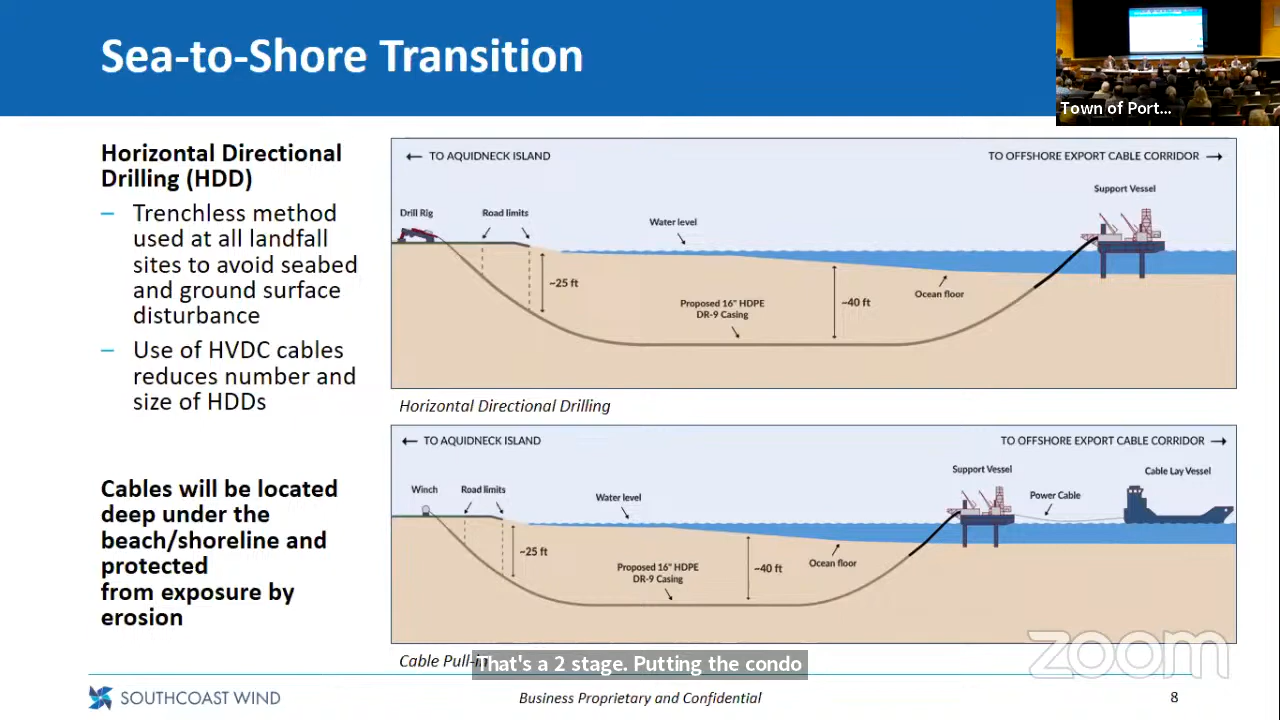 Sea-to-Shore Transition
Town of Port...
Horizontal Directional
Drilling (HDD)
– Trenchless method
used at all landfall
sites to avoid seabed
and ground surface
disturbance
– Use of HVDC cables
reduces number and
size of HDDs
Cables will be located
deep under the
beach/shoreline and
protected
from exposure by
erosion
← TO AQUIDNECK ISLAND
TO OFFSHORE EXPORT CABLE CORRIDOR →
Support Vessel
Drill Rig
Road limits
Water level
~25 ft
Proposed 16" HDPE
DR-9 Casing
~40 ft
Ocean floor
Horizontal Directional Drilling
← TO AQUIDNECK ISLAND
TO OFFSHORE EXPORT CABLE CORRIDOR →
Support Vessel
Cable Lay Vessel
Winch
Road limits
Water level
Power Cable
~25 ft
Proposed 16" HDPE
DR-9 Casing
~40 ft
Ocean floor
zoom
Cable Pull-in
That's a 2 stage. Putting the condo
SOUTHCOAST WIND
Business Proprietary and Confidential
8